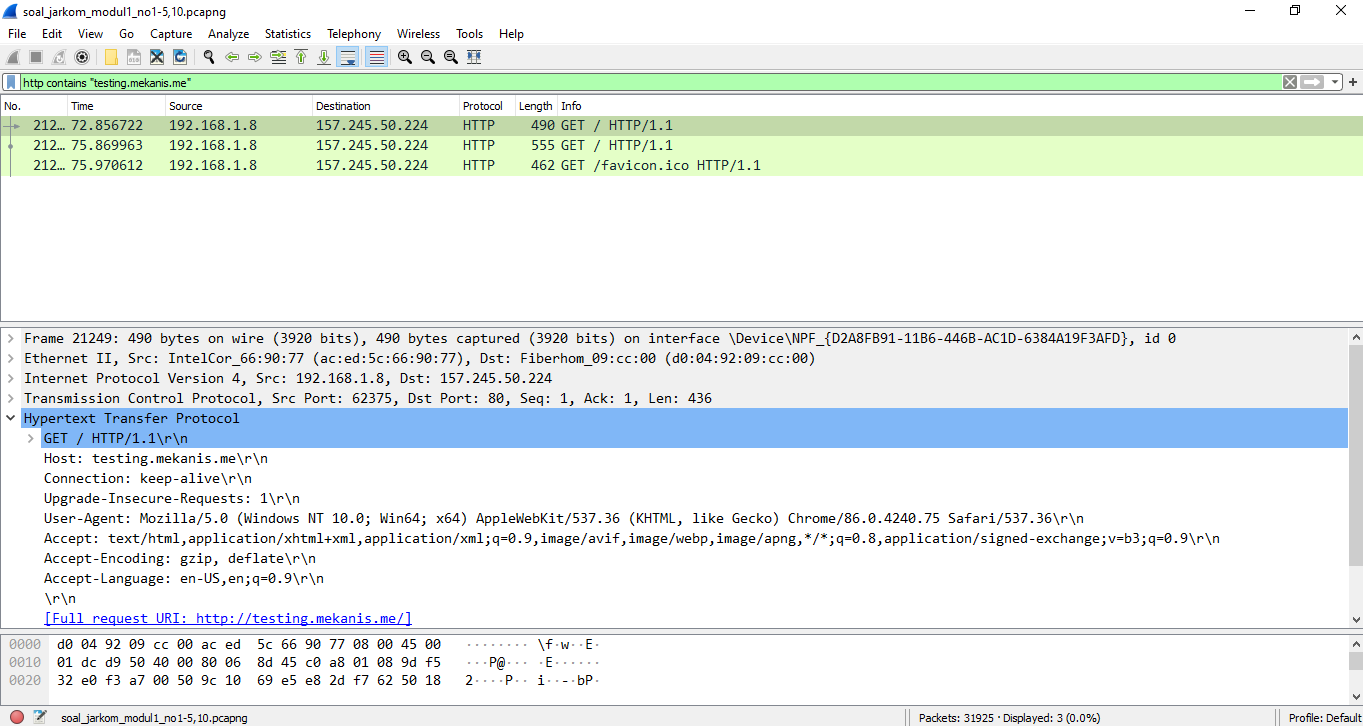 soal_jarkom_modul1_no1-5,10.pcapng
File Edit View Go Capture Analyze Statistics Telephony Wireless Tools Help
http contains "testing.mekanis.me"
No. Time Source Destination Protocol Length Info
212… 72.856722 192.168.1.8 157.245.50.224 HTTP 490 GET / HTTP/1.1
212… 75.869963 192.168.1.8 157.245.50.224 HTTP 555 GET / HTTP/1.1
212… 75.970612 192.168.1.8 157.245.50.224 HTTP 462 GET /favicon.ico HTTP/1.1
Frame 21249: 490 bytes on wire (3920 bits), 490 bytes captured (3920 bits) on interface \Device\NPF_{D2A8FB91-11B6-446B-AC1D-6384A19F3AFD}, id 0
Ethernet II, Src: IntelCor_66:90:77 (ac:ed:5c:66:90:77), Dst: Fiberhom_09:cc:00 (d0:04:92:09:cc:00)
Internet Protocol Version 4, Src: 192.168.1.8, Dst: 157.245.50.224
Transmission Control Protocol, Src Port: 62375, Dst Port: 80, Seq: 1, Ack: 1, Len: 436
Hypertext Transfer Protocol
GET / HTTP/1.1\r\n
Host: testing.mekanis.me\r\n
Connection: keep-alive\r\n
Upgrade-Insecure-Requests: 1\r\n
User-Agent: Mozilla/5.0 (Windows NT 10.0; Win64; x64) AppleWebKit/537.36 (KHTML, like Gecko) Chrome/86.0.4240.75 Safari/537.36\r\n
Accept: text/html,application/xhtml+xml,application/xml;q=0.9,image/avif,image/webp,image/apng,*/*;q=0.8,application/signed-exchange;v=b3;q=0.9\r\n
Accept-Encoding: gzip, deflate\r\n
Accept-Language: en-US,en;q=0.9\r\n
\r\n
[Full request URI: http://testing.mekanis.me/]
0000 d0 04 92 09 cc 00 ac ed 5c 66 90 77 08 00 45 00 ········ \f·w··E·
0010 01 dc d9 50 40 00 80 06 8d 45 c0 a8 01 08 9d f5 ···P@··· ·E······
0020 32 e0 f3 a7 00 50 9c 10 69 e5 e8 2d f7 62 50 18 2····P·· i··-·bP·
soal_jarkom_modul1_no1-5,10.pcapng Packets: 31925 · Displayed: 3 (0.0%) Profile: Default